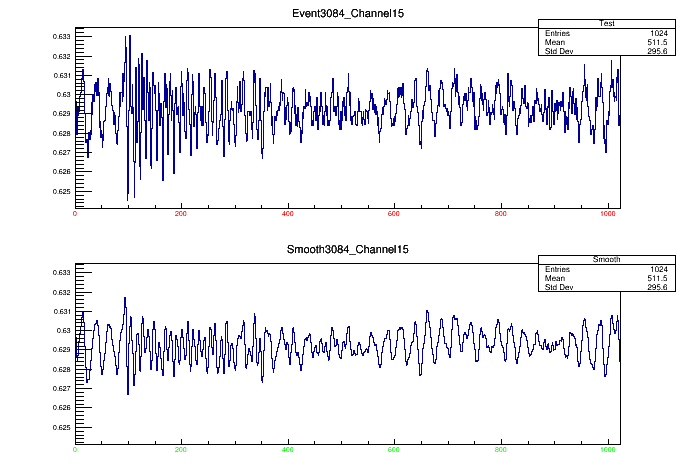 Event3084_Channel15
Test
Entries 1024
Mean 511.5
Std Dev 295.6
0.633
0.632
0.631
0.63
0.629
0.628
0.627
0.626
0.625
0 200 400 600 800 1000
Smooth3084_Channel15
Smooth
Entries 1024
Mean 511.5
Std Dev 295.6
0.633
0.632
0.631
0.63
0.629
0.628
0.627
0.626
0.625
0 200 400 600 800 1000